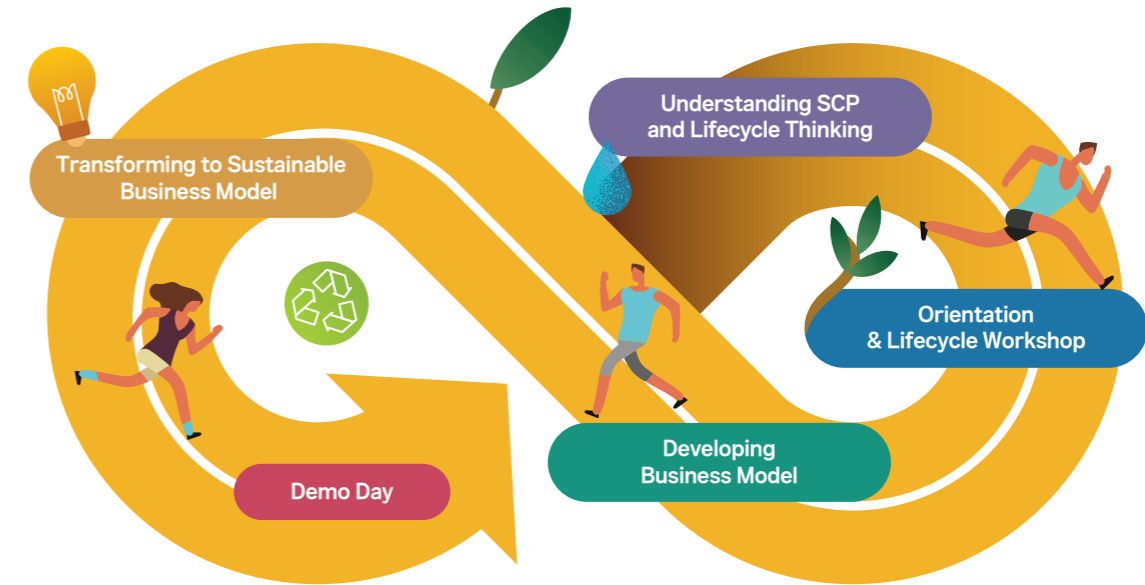 Understanding SCP
and Lifecycle Thinking
Orientation
& Lifecycle Workshop
Developing
Business Model
Transforming to Sustainable
Business Model
Demo Day